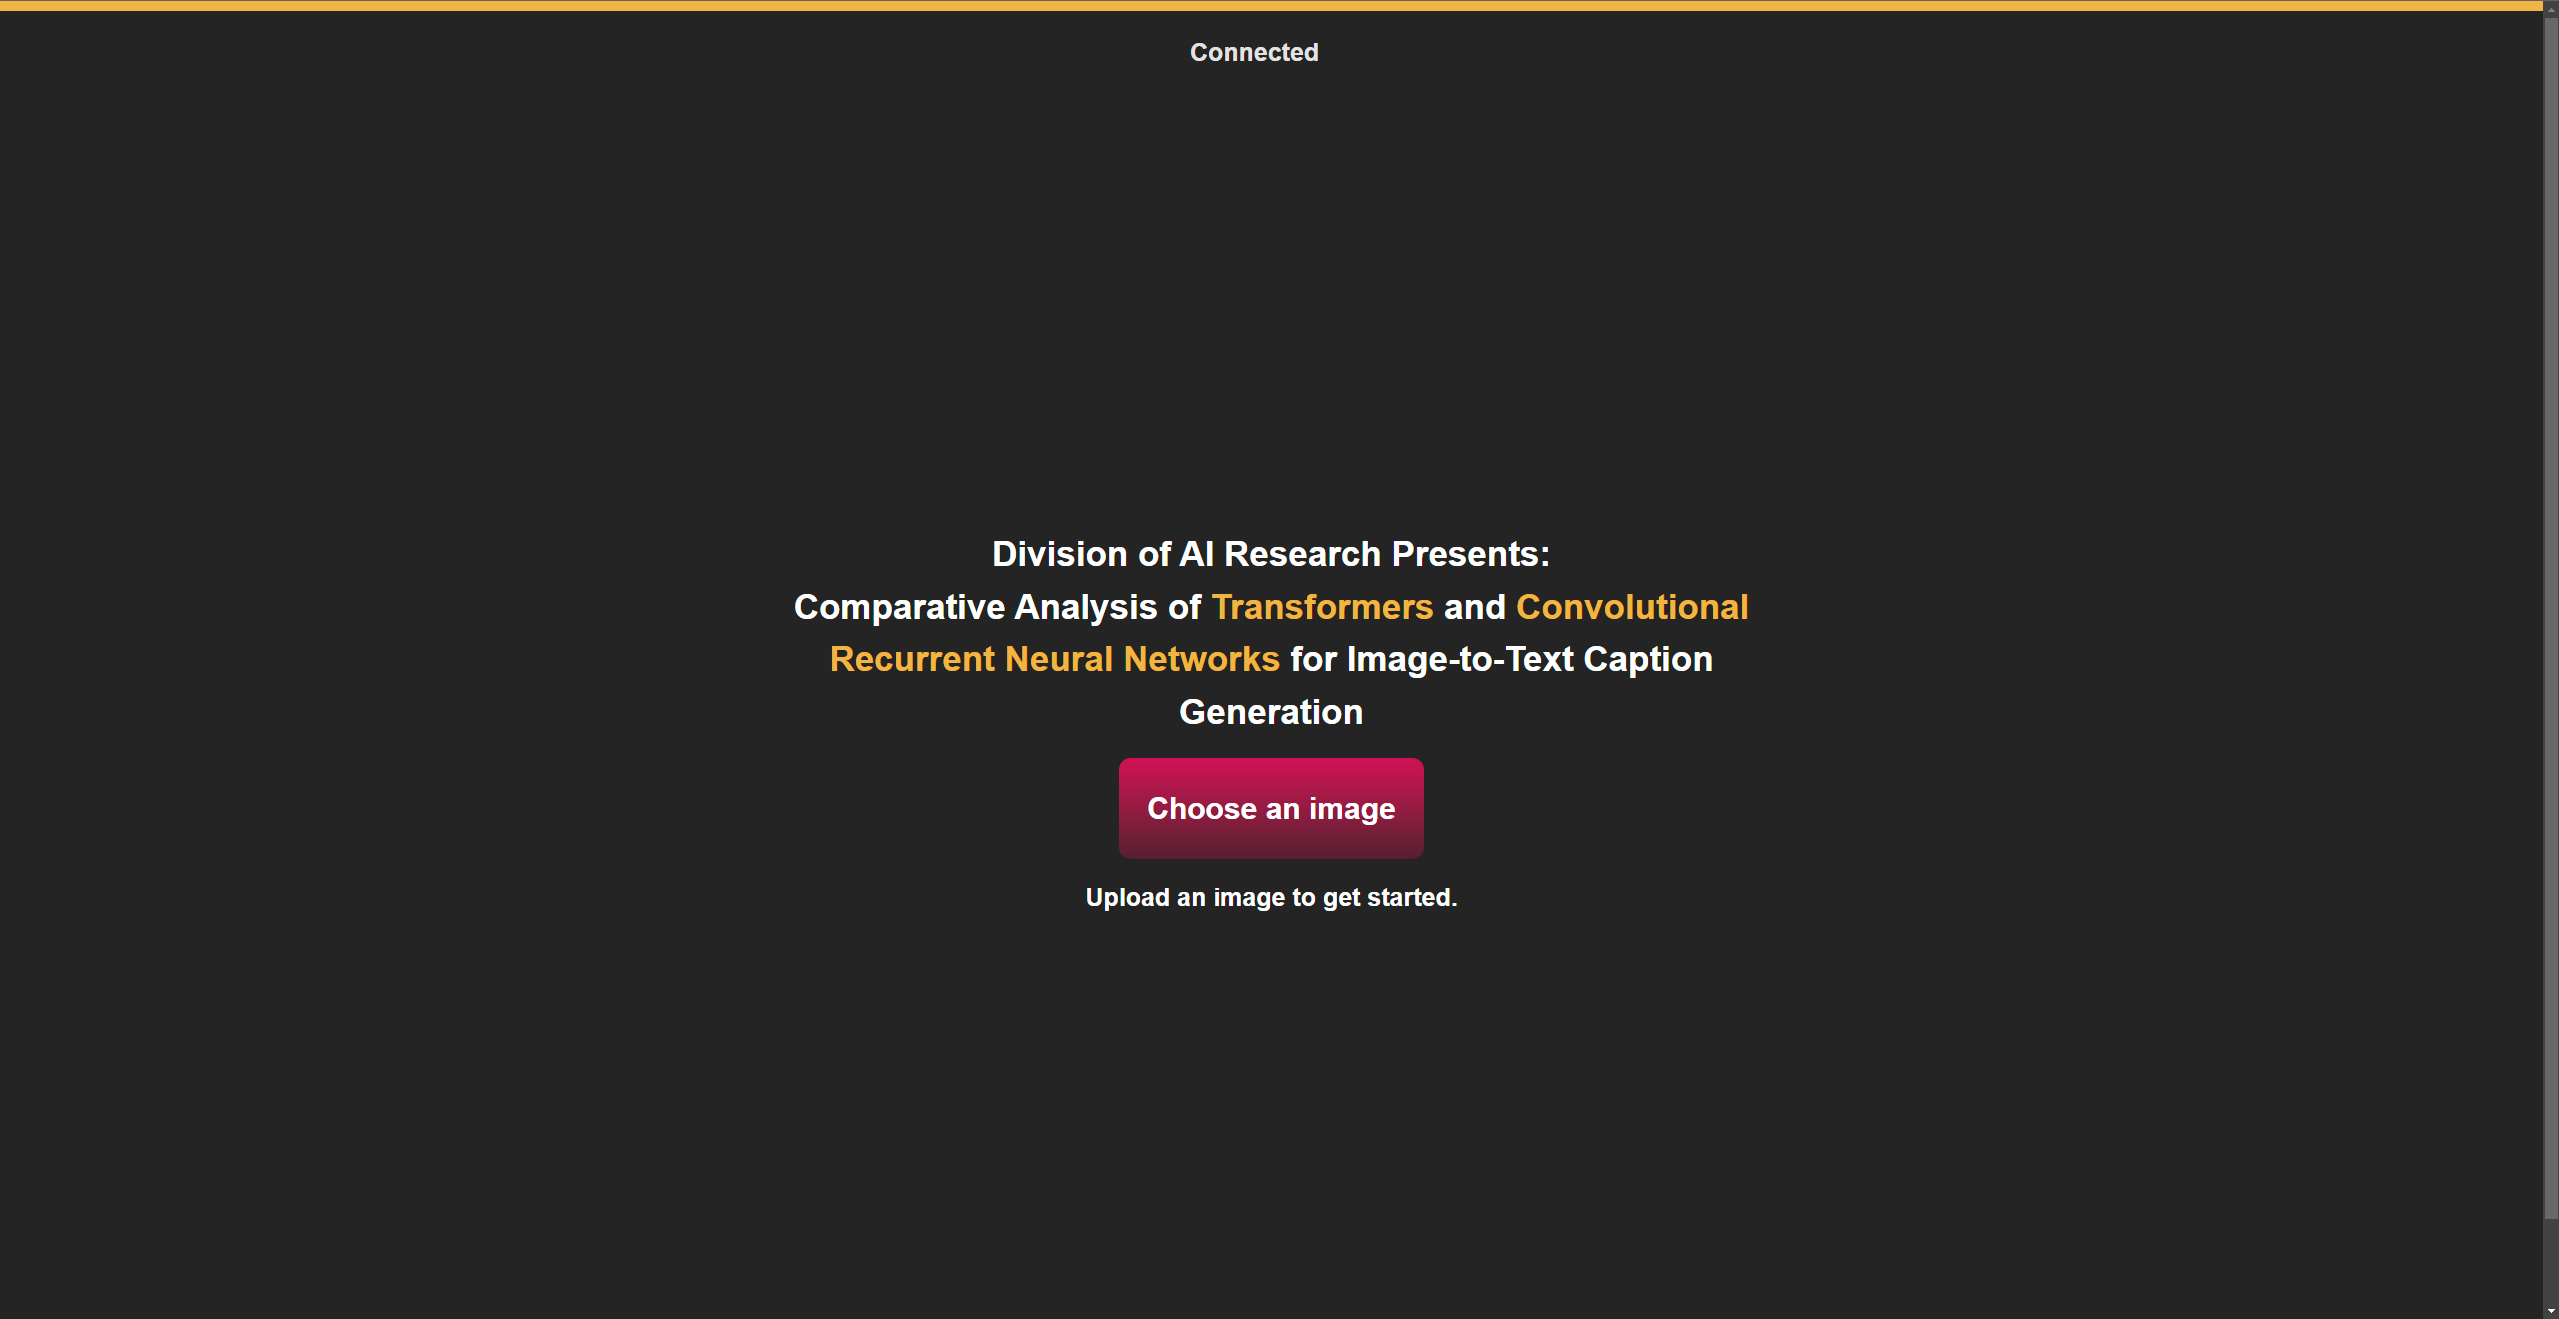 Connected
Division of AI Research Presents:
Comparative Analysis of Transformers and Convolutional
Recurrent Neural Networks for Image-to-Text Caption
Generation
Choose an image
Upload an image to get started.